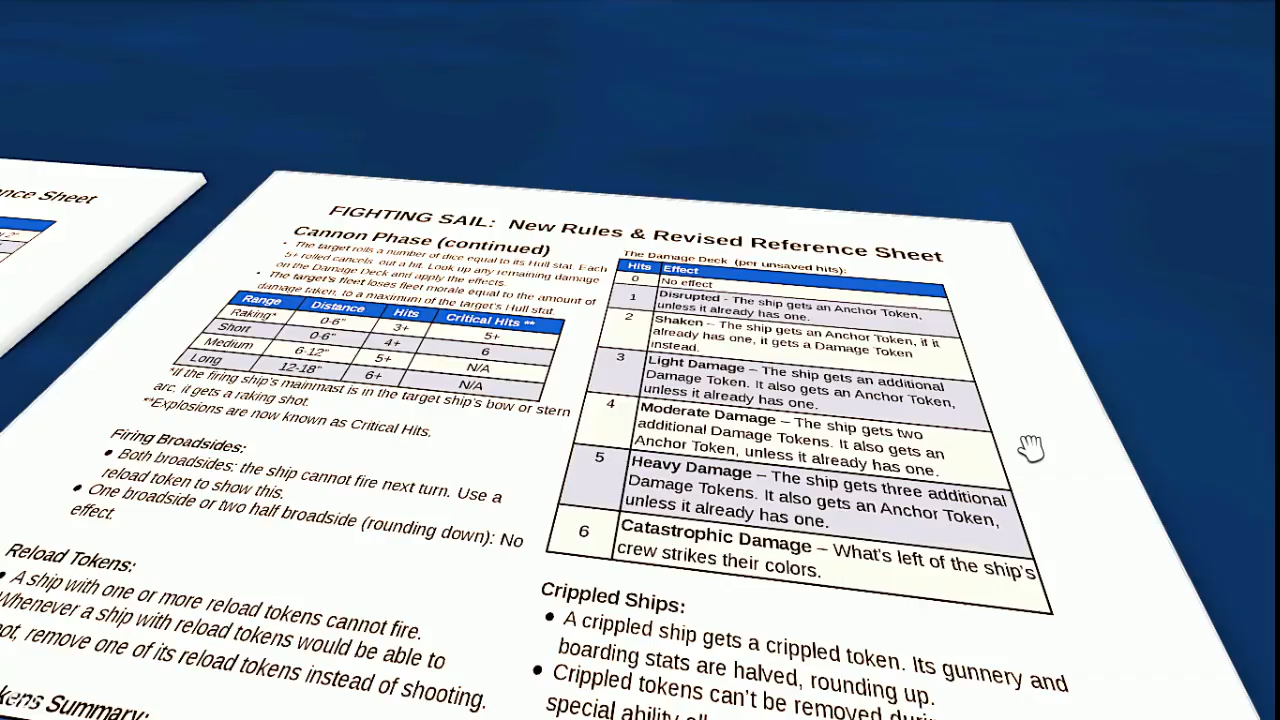 nce Sheet
FIGHTING SAIL: New Rules & Revised Reference Sheet
Cannon Phase (continued)
• The target rolls a number of dice equal to its Hull stat. Each
5+ rolled cancels out a hit. Look up any remaining damage
on the Damage Deck and apply the effects.
• The target's fleet loses fleet morale equal to the amount of
damage taken, to a maximum of the target's Hull stat.
Range Distance Hits Critical Hits **
Raking* 0-6" 3+ 5+
Short 0-6" 4+ 6
Medium 6-12" 5+ N/A
Long 12-18" 6+ N/A
*If the firing ship's mainmast is in the target ship's bow or stern
arc, it gets a raking shot.
**Explosions are now known as Critical Hits.
Firing Broadsides:
• Both broadsides: the ship cannot fire next turn. Use a
reload token to show this.
• One broadside or two half broadside (rounding down): No
effect.
Reload Tokens:
• A ship with one or more reload tokens cannot fire.
Whenever a ship with reload tokens would be able to
ot, remove one of its reload tokens instead of shooting.
kens Summary:
The Damage Deck (per unsaved hits):
Hits Effect
0 No effect
1 Disrupted - The ship gets an Anchor Token,
unless it already has one.
2 Shaken – The ship gets an Anchor Token, if it
already has one, it gets a Damage Token
instead.
3 Light Damage – The ship gets an additional
Damage Token. It also gets an Anchor Token,
unless it already has one.
4 Moderate Damage – The ship gets two
additional Damage Tokens. It also gets an
Anchor Token, unless it already has one.
5 Heavy Damage – The ship gets three additional
Damage Tokens. It also gets an Anchor Token,
unless it already has one.
6 Catastrophic Damage – What's left of the ship's
crew strikes their colors.
Crippled Ships:
• A crippled ship gets a crippled token. Its gunnery and
boarding stats are halved, rounding up.
• Crippled tokens can't be removed
special ability